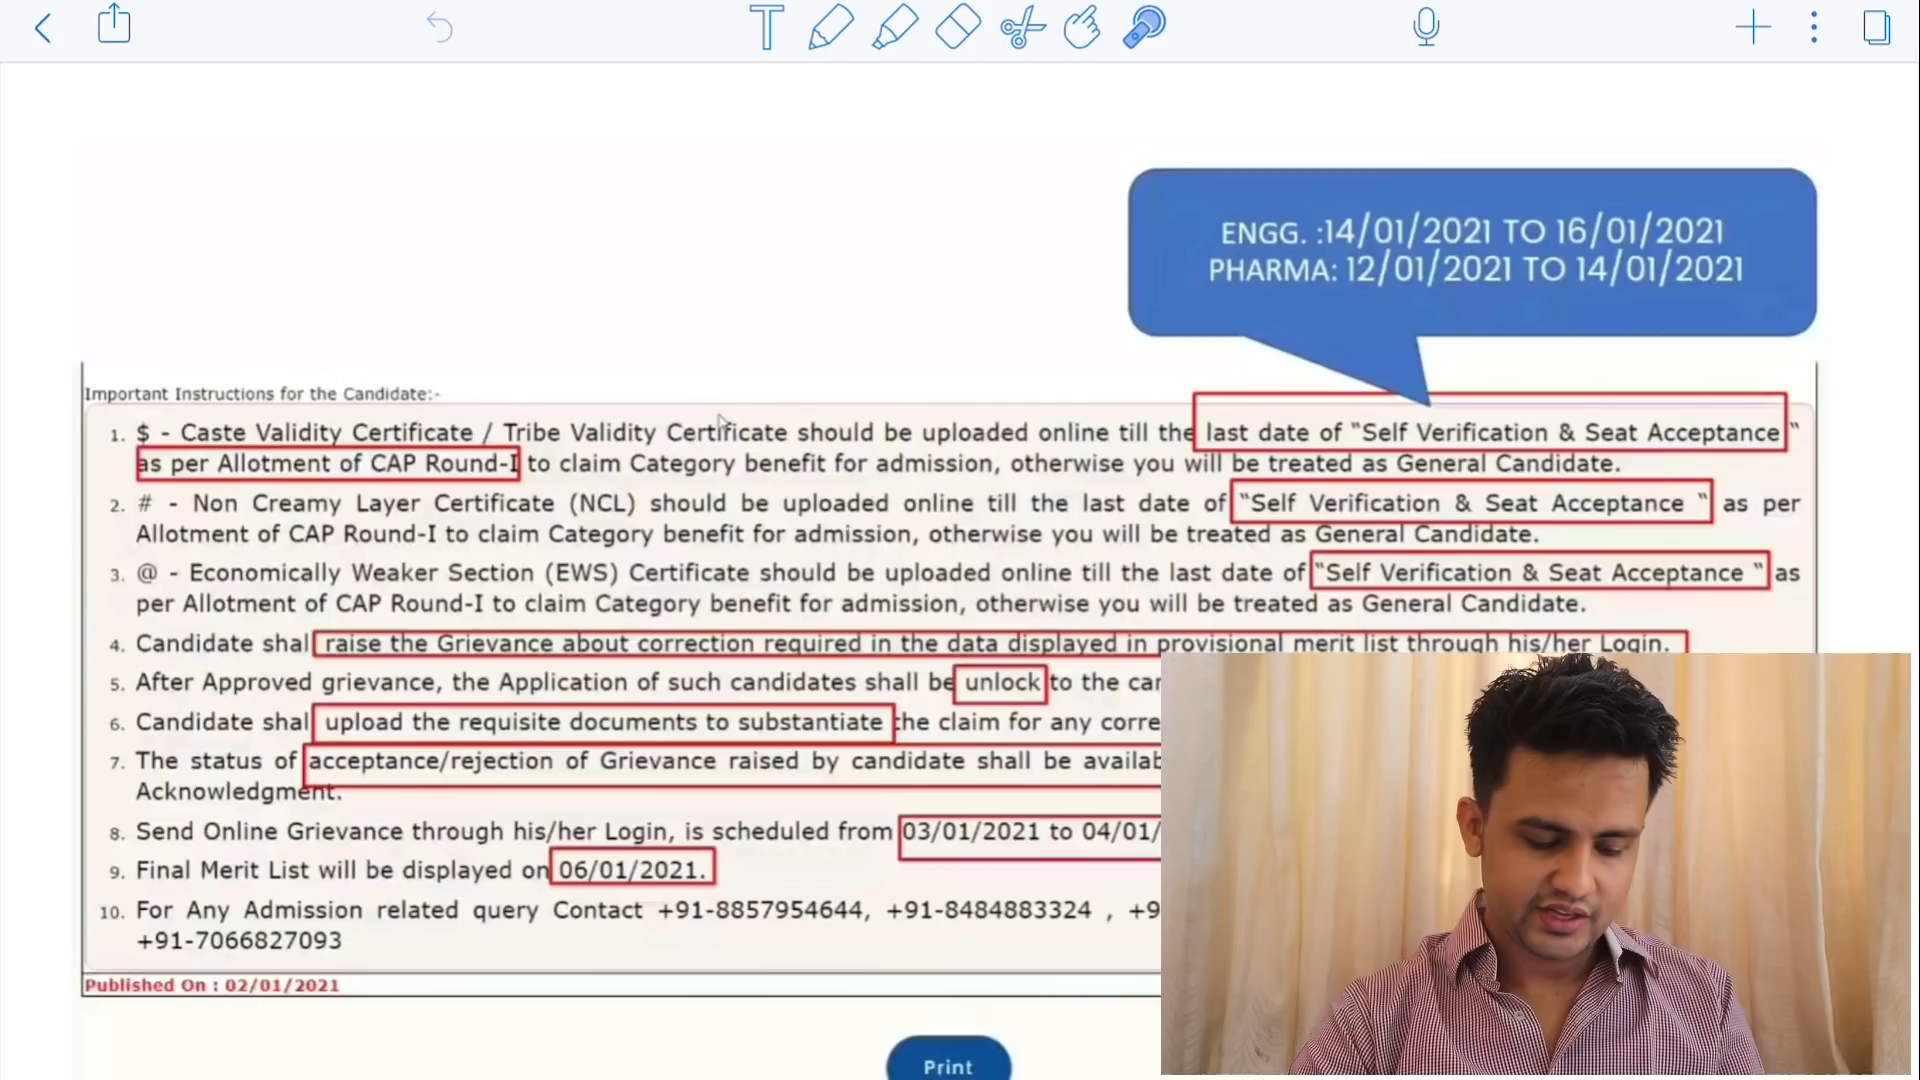 ENGG. :14/01/2021 TO 16/01/2021
PHARMA: 12/01/2021 TO 14/01/2021
Important Instructions for the Candidate:-
1. $ - Caste Validity Certificate / Tribe Validity Certificate should be uploaded online till the last date of "Self Verification & Seat Acceptance "
as per Allotment of CAP Round-I to claim Category benefit for admission, otherwise you will be treated as General Candidate.
2. # - Non Creamy Layer Certificate (NCL) should be uploaded online till the last date of "Self Verification & Seat Acceptance " as per
Allotment of CAP Round-I to claim Category benefit for admission, otherwise you will be treated as General Candidate.
3. @ - Economically Weaker Section (EWS) Certificate should be uploaded online till the last date of "Self Verification & Seat Acceptance " as
per Allotment of CAP Round-I to claim Category benefit for admission, otherwise you will be treated as General Candidate.
4. Candidate shal raise the Grievance about correction required in the data displayed in provisional merit list through his/her Login.
5. After Approved grievance, the Application of such candidates shall be unlock to the
6. Candidate shal upload the requisite documents to substantiate the claim for any
7. The status of acceptance/rejection of Grievance raised by candidate shall be
Acknowledgment.
8. Send Online Grievance through his/her Login, is scheduled from 03/01/2021 to 04/01/
9. Final Merit List will be displayed on 06/01/2021.
10. For Any Admission related query Contact +91-8857954644, +91-8484883324 , +9
+91-7066827093
Published On : 02/01/2021
Print